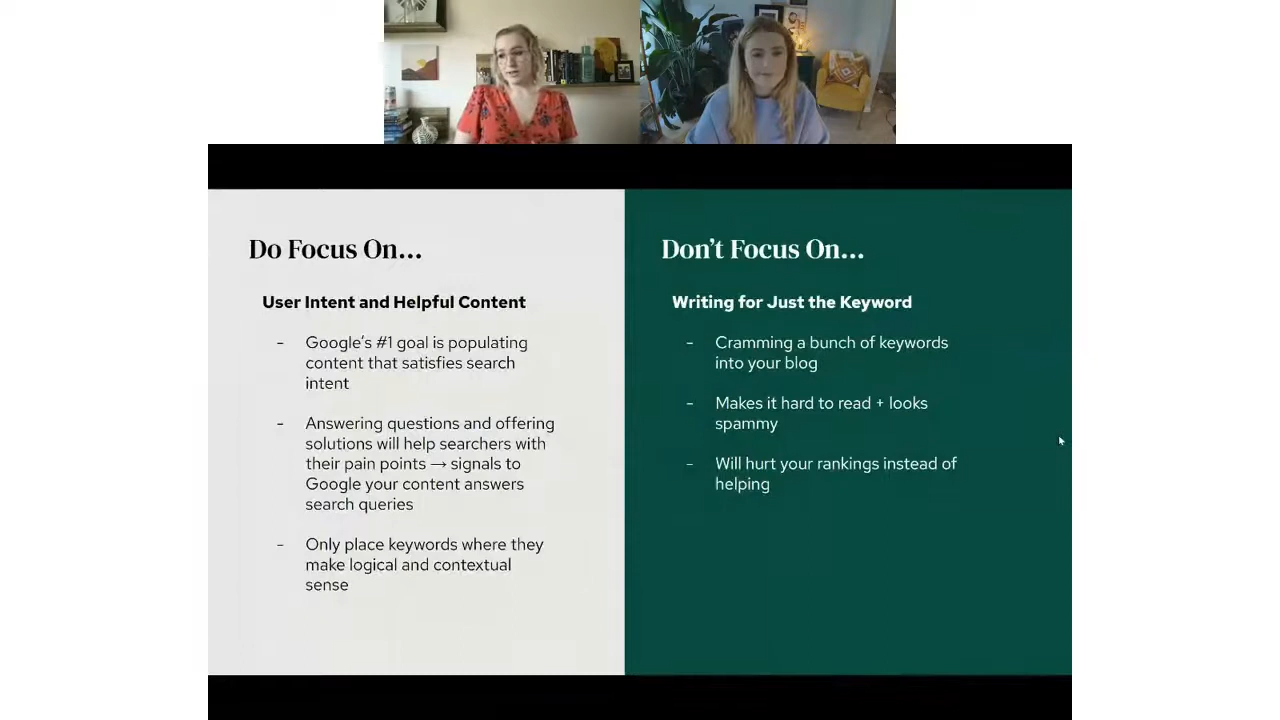 Do Focus On...
User Intent and Helpful Content
- Google's #1 goal is populating
content that satisfies search
intent
- Answering questions and offering
solutions will help searchers with
their pain points → signals to
Google your content answers
search queries
- Only place keywords where they
make logical and contextual
sense
Don't Focus On...
Writing for Just the Keyword
- Cramming a bunch of keywords
into your blog
- Makes it hard to read + looks
spammy
- Will hurt your rankings instead of
helping